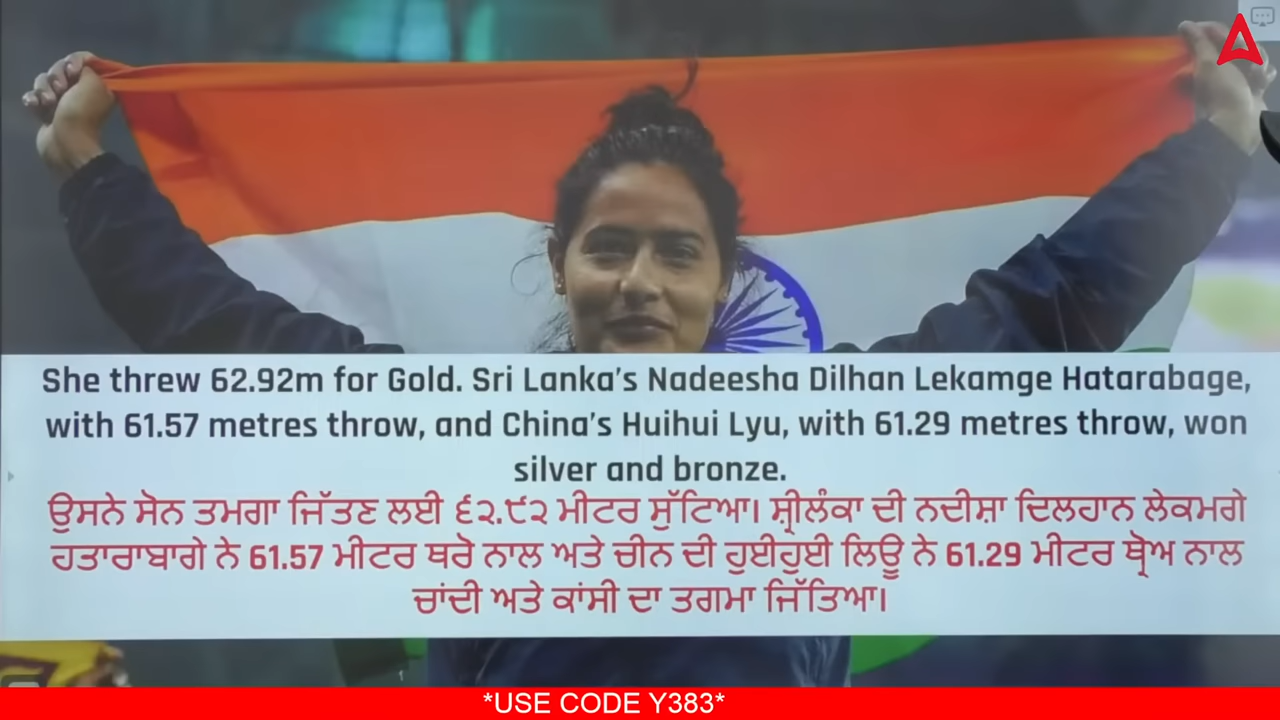 She threw 62.92m for Gold. Sri Lanka's Nadeesha Dilhan Lekamge Hatarabage,
with 61.57 metres throw, and China's Huihui Lyu, with 61.29 metres throw, won
silver and bronze.
ਉਸਨੇ ਸੋਨ ਤਮਗਾ ਜਿੱਤਣ ਲਈ ੬੨.੯੨ ਮੀਟਰ ਸੁੱਟਿਆ। ਸ਼੍ਰੀਲੰਕਾ ਦੀ ਨਦੀਸ਼ਾ ਦਿਲਹਾਨ ਲੇਕਮਗੇ
ਹਤਾਰਾਬਾਗੇ ਨੇ 61.57 ਮੀਟਰ ਥਰੋ ਨਾਲ ਅਤੇ ਚੀਨ ਦੀ ਹੁਈਹੁਈ ਲਿਊ ਨੇ 61.29 ਮੀਟਰ ਥ੍ਰੋਅ ਨਾਲ
ਚਾਂਦੀ ਅਤੇ ਕਾਂਸੀ ਦਾ ਤਗਮਾ ਜਿੱਤਿਆ।
*USE CODE Y383*